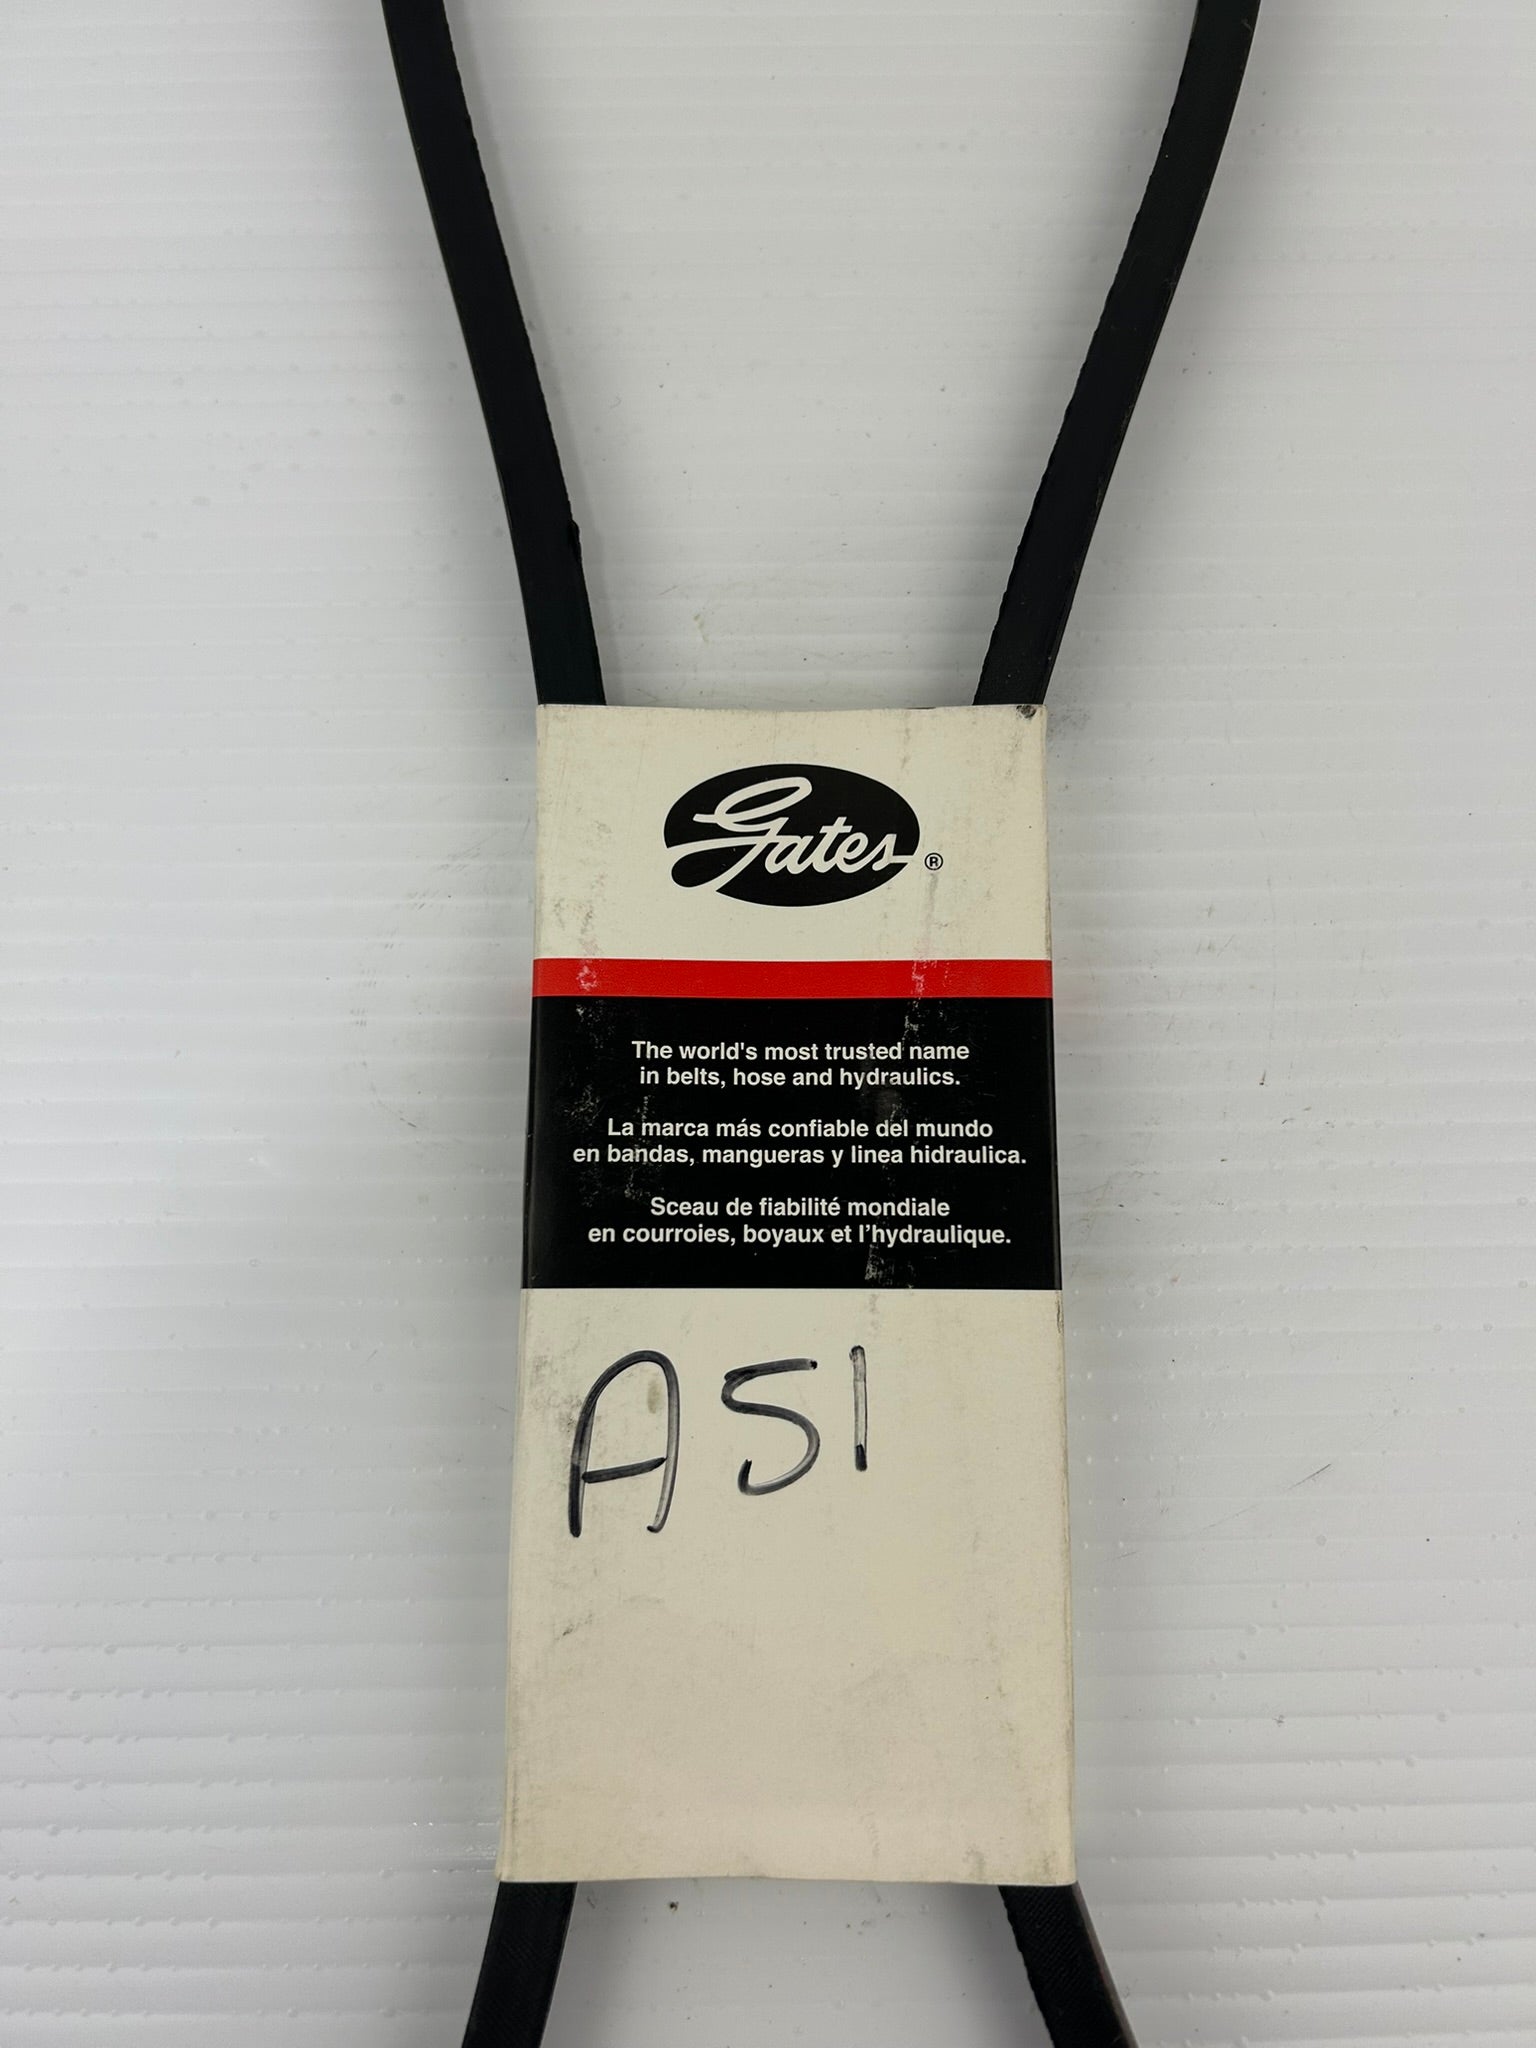 Gates®
The world's most trusted name
in belts, hose and hydraulics.
La marca más confiable del mundo
en bandas, mangueras y linea hidraulica.
Sceau de fiabilité mondiale
en courroies, boyaux et l'hydraulique.
A51